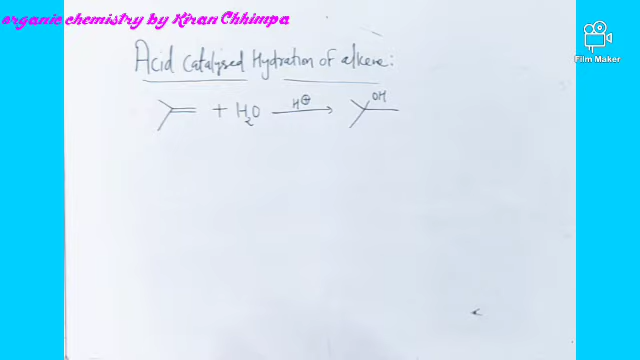 organic chemistry by Kiran Chhimpa
Film Maker
Acid catalysed Hydration of alkene:
+ H2O H⊕ OH